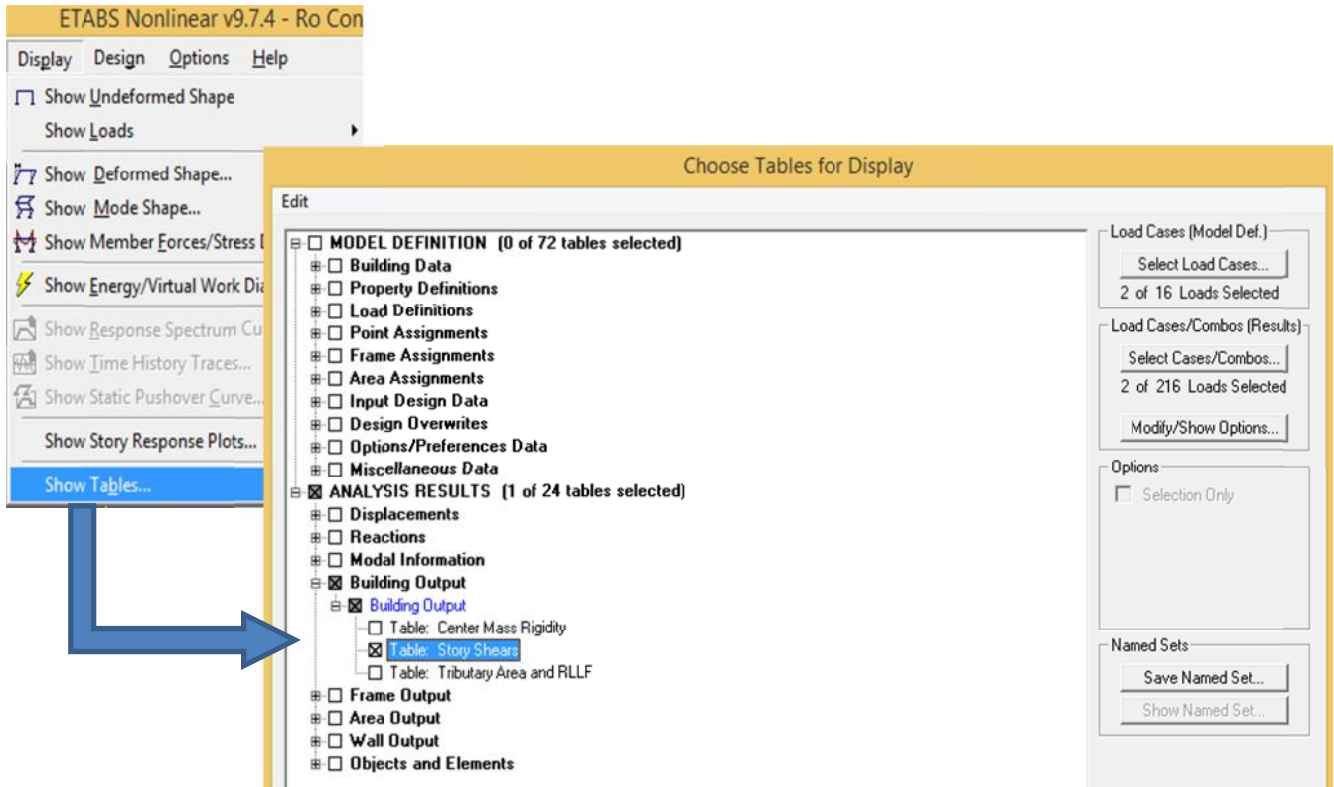 ETABS Nonlinear v9.7.4 - Ro Con
Display Design Options Help
Show Undeformed Shape
Show Loads
Show Deformed Shape...
Show Mode Shape...
Show Member Forces/Stress
Show Energy/Virtual Work Dia
Show Response Spectrum Cu
Show Time History Traces...
Show Static Pushover Curve...
Show Story Response Plots...
Show Tables...
Choose Tables for Display
Edit
MODEL DEFINITION (0 of 72 tables selected)
Building Data
Property Definitions
Load Definitions
Point Assignments
Frame Assignments
Area Assignments
Input Design Data
Design Overwrites
Options/Preferences Data
Miscellaneous Data
ANALYSIS RESULTS (1 of 24 tables selected)
Displacements
Reactions
Modal Information
Building Output
Building Output
Table: Center Mass Rigidity
Table: Story Shears
Table: Tributary Area and RLLF
Frame Output
Area Output
Wall Output
Objects and Elements
Load Cases (Model Def.)
Select Load Cases...
2 of 16 Loads Selected
Load Cases/Combos (Results)
Select Cases/Combos...
2 of 216 Loads Selected
Modify/Show Options...
Options
Selection Only
Named Sets
Save Named Set...
Show Named Set...